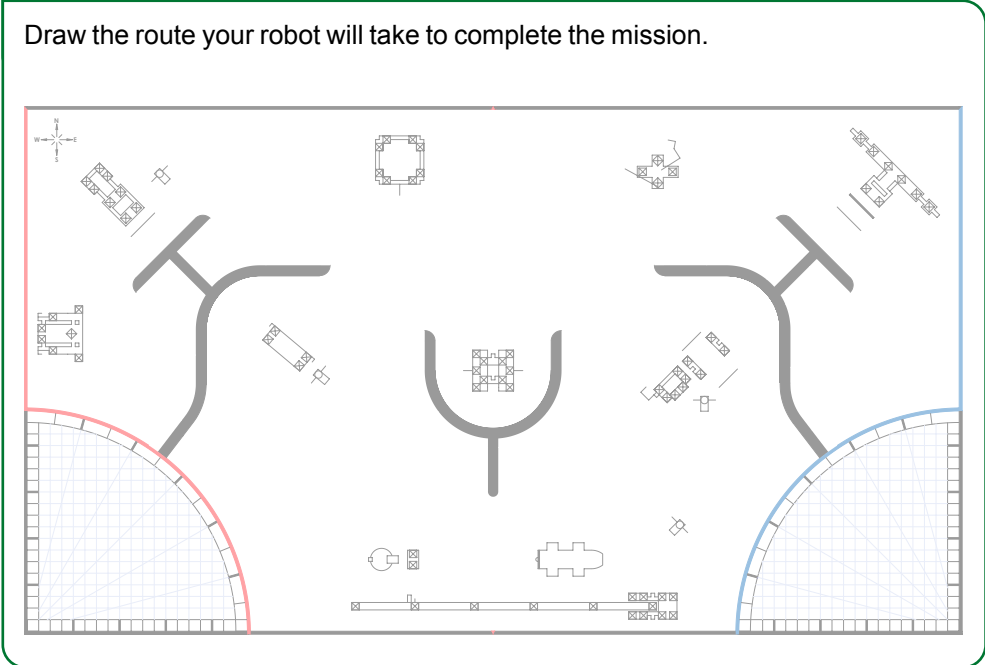 Draw the route your robot will take to complete the mission.
N
W E
S